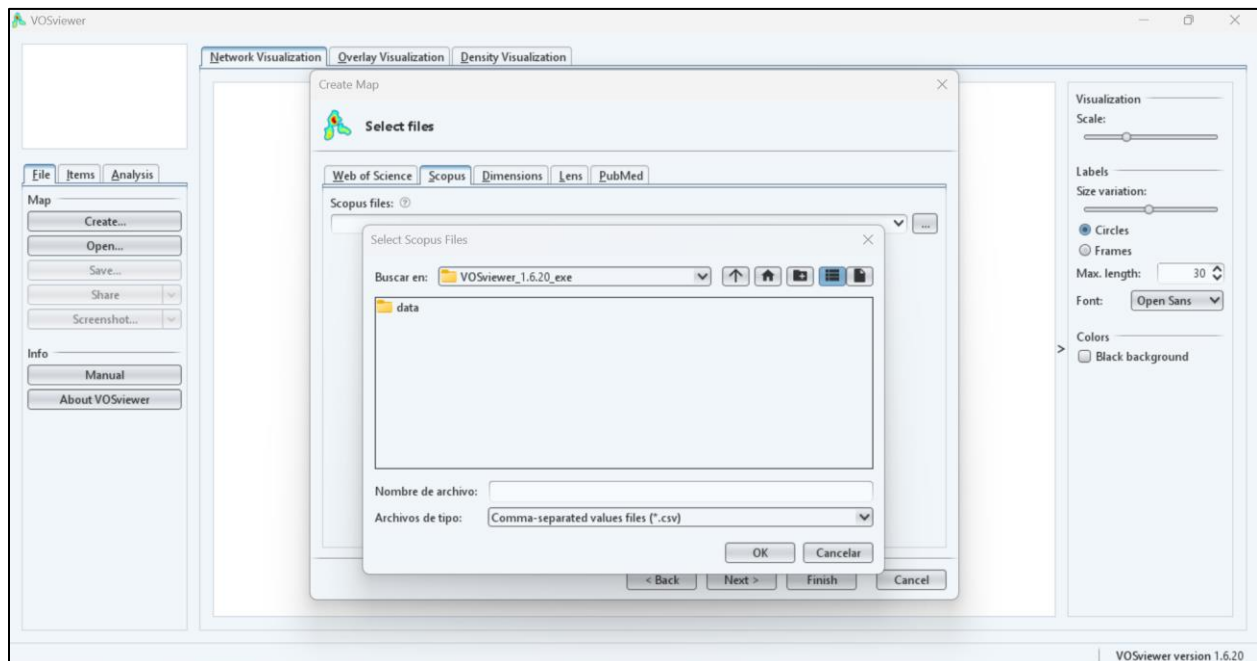 VOSviewer
Network Visualization Overlay Visualization Density Visualization
Create Map
Select files
Web of Science Scopus Dimensions Lens PubMed
Scopus files:
...
Select Scopus Files
Buscar en: VOSviewer_1.6.20_exe
data
Nombre de archivo:
Archivos de tipo: Comma-separated values files (*.csv)
OK Cancelar
< Back Next > Finish Cancel
File Items Analysis
Map
Create...
Open...
Save...
Share
Screenshot...
Info
Manual
About VOSviewer
Visualization
Scale:
Labels
Size variation:
Circles
Frames
Max. length: 30
Font: Open Sans
Colors
>
Black background
VOSviewer version 1.6.20